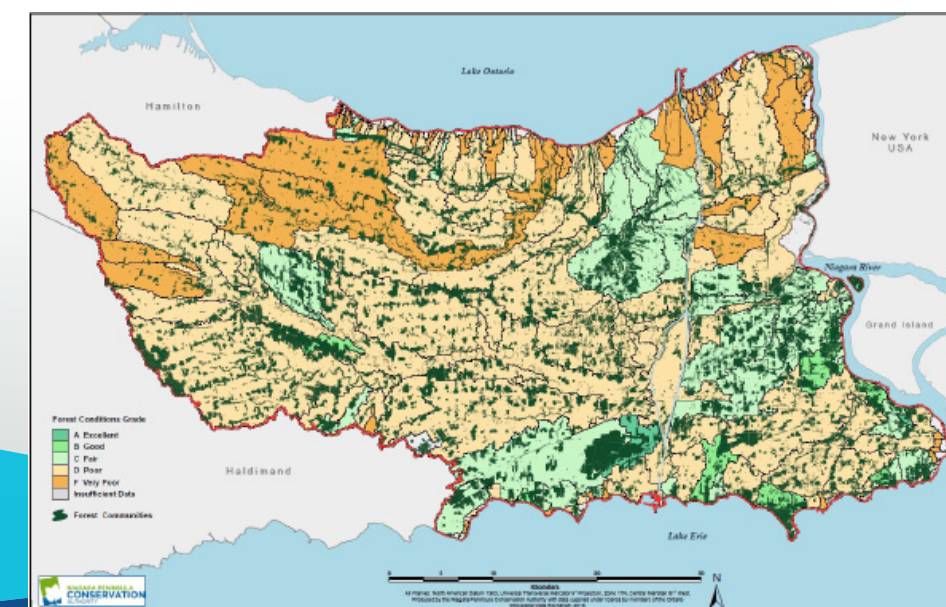 Lake Ontario
Hamilton
New York
USA
Niagara River
Grand Island
Forest Conditions Grade
A Excellent
B Good
C Fair
D Poor
F Very Poor
Insufficient Data
Forest Communities
Haldimand
Lake Erie
NIAGARA PENINSULA
CONSERVATION
AUTHORITY
N
Kilometers